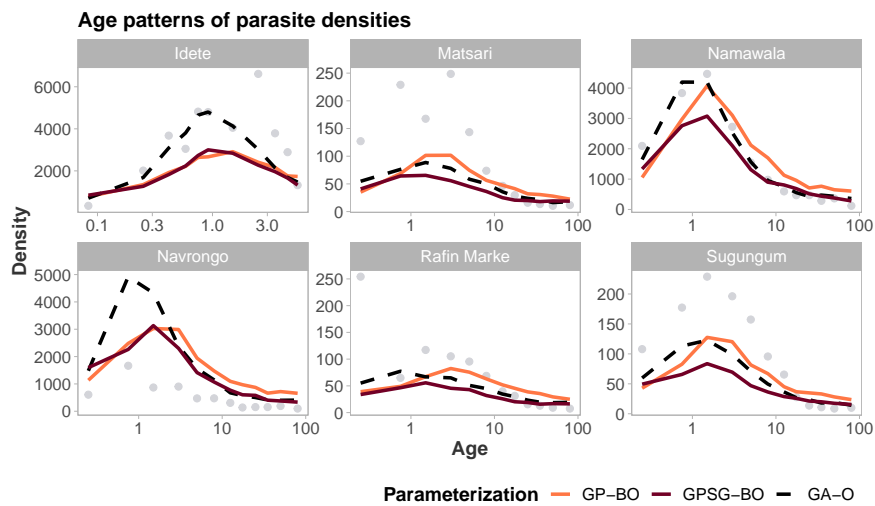 Age patterns of parasite densities
Idete Matsari Namawala
Density
6000
4000
2000
0.1 0.3 1.0 3.0
250
200
150
100
50
0
1 10 100
4000
3000
2000
1000
0
1 10 100
Navrongo Rafin Marke Sugungum
5000
4000
3000
2000
1000
0
1 10 100
250
200
150
100
50
0
1 10 100
200
150
100
50
0
1 10 100
Age
Parameterization GP−BO GPSG−BO GA−O